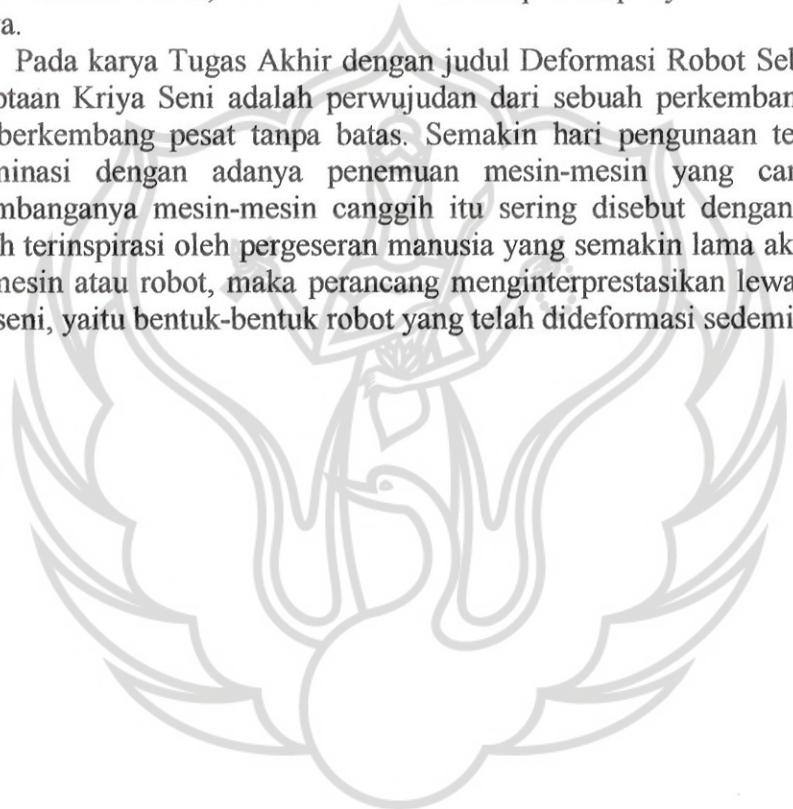 a.
Pada karya Tugas Akhir dengan judul Deformasi Robot Seb
ptaan Kriya Seni adalah perwujudan dari sebuah perkemban
berkembang pesat tanpa batas. Semakin hari pengunaan te
minasi dengan adanya penemuan mesin-mesin yang can
mbanganya mesin-mesin canggih itu sering disebut dengan
h terinspirasi oleh pergeseran manusia yang semakin lama ak
mesin atau robot, maka perancang menginterprestasikan lewa
seni, yaitu bentuk-bentuk robot yang telah dideformasi sedemi